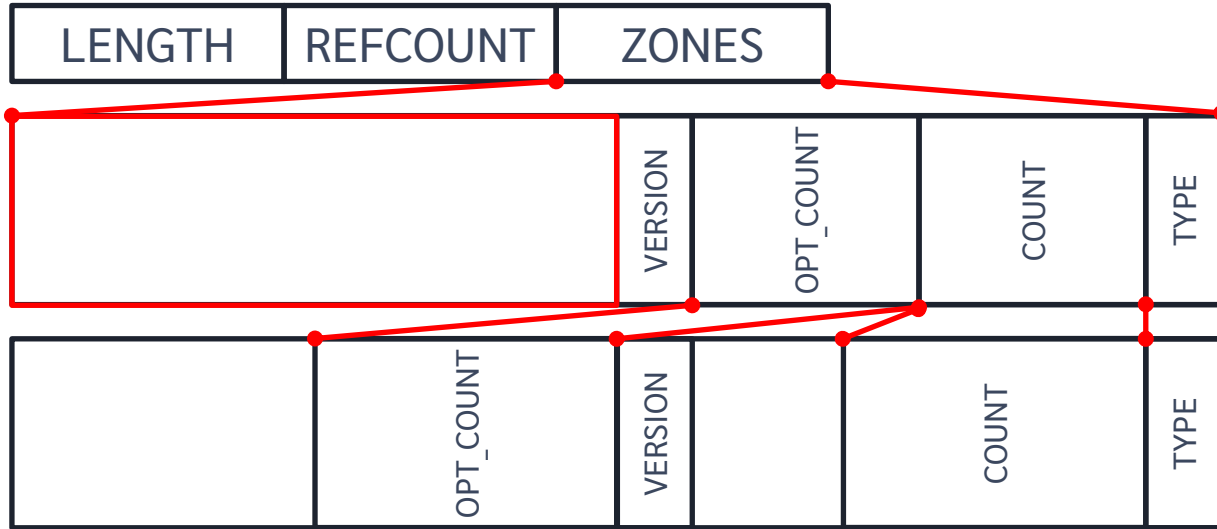 LENGTH REFCOUNT ZONES
VERSION OPT_COUNT COUNT TYPE
OPT_COUNT VERSION COUNT TYPE